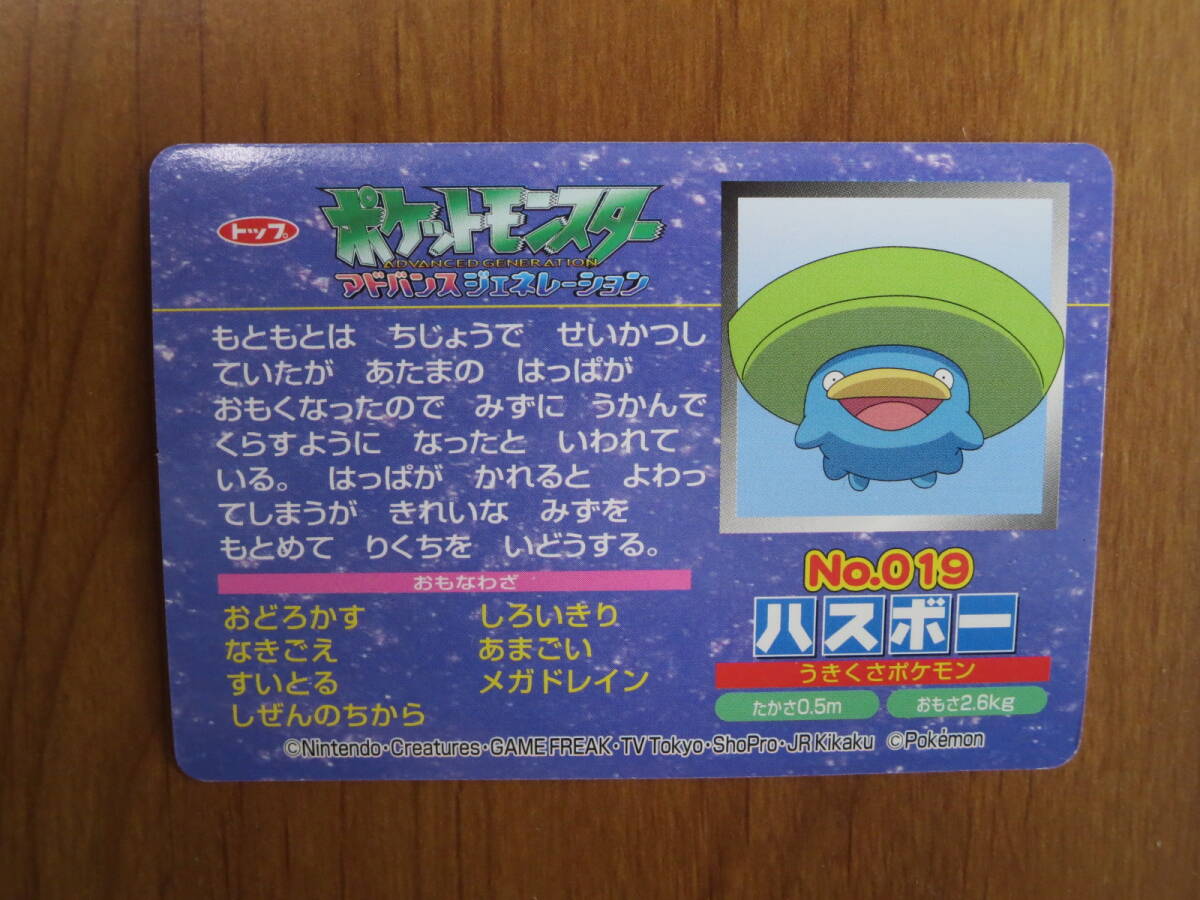 トップ
ポケットモンスター
ADVANCED GENERATION
アドバンスジェネレーション
もともとは ちじょうで せいかつし
ていたが あたまの はっぱが
おもくなったので みずに うかんで
くらすように なったと いわれて
いる。 はっぱが かれると よわっ
てしまうが きれいな みずを
もとめて りくちを いどうする。
おもなわざ
おどろかす しろいきり
なきごえ あまごい
すいとる メガドレイン
しぜんのちから
No.019
ハスボー
うきくさポケモン
たかさ0.5m おもさ2.6kg
©Nintendo・Creatures・GAME FREAK・TV Tokyo・ShoPro・JR Kikaku ©Pokémon